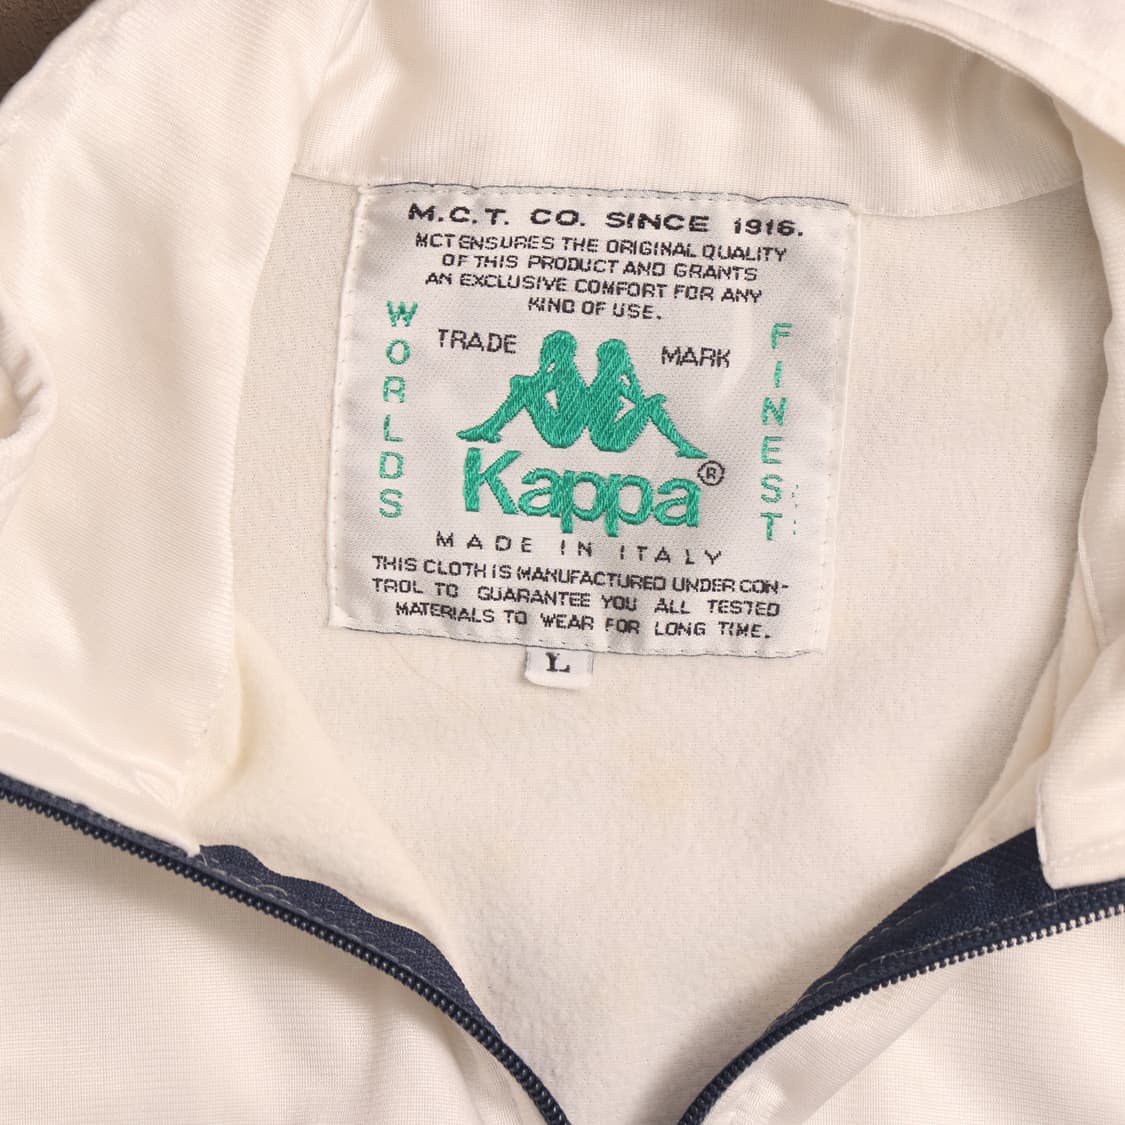 M.C.T. CO. SINCE 1916.
MCT ENSURES THE ORIGINAL QUALITY
OF THIS PRODUCT AND GRANTS
AN EXCLUSIVE COMFORT FOR ANY
KIND OF USE.
WORLDS
TRADE MARK
FINEST
Kappa®
MADE IN ITALY
THIS CLOTH IS MANUFACTURED UNDER CON-
TROL TO GUARANTEE YOU ALL TESTED
MATERIALS TO WEAR FOR LONG TIME.
L